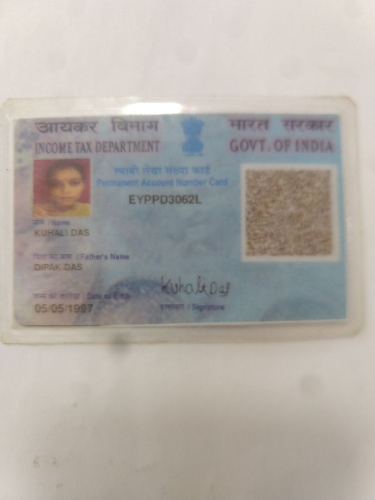 आयकर विभाग
INCOME TAX DEPARTMENT
भारत सरकार
GOVT. OF INDIA
स्थायी लेखा संख्या कार्ड
Permanent Account Number Card
EYPPD3062L
नाम / Name
KUHALI DAS
पिता का नाम / Father's Name
DIPAK DAS
जन्म की तारीख / Date of Birth
05/05/1997
Kuhali Das
हस्ताक्षर / Signature